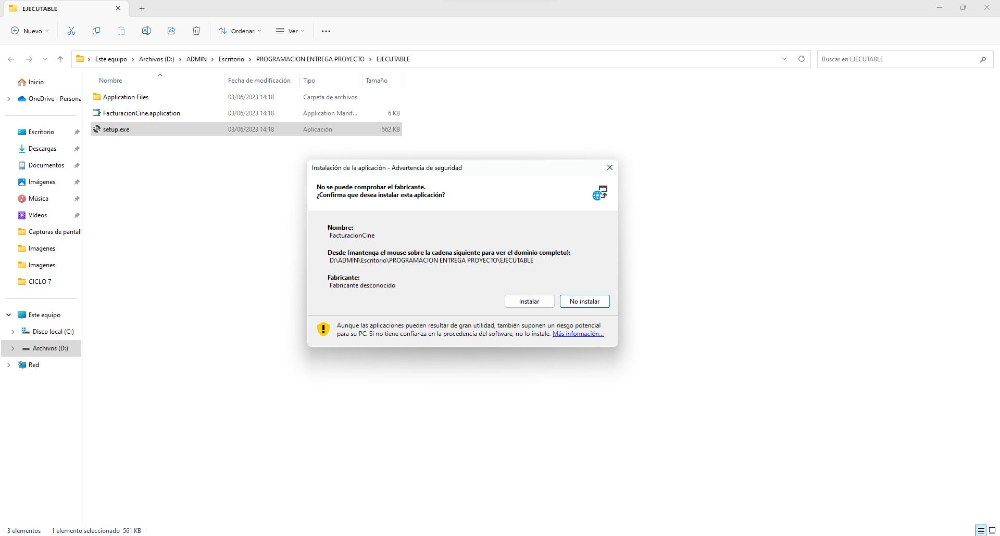 EJECUTABLE
Nuevo
Ordenar
Ver
Este equipo > Archivos (D:) > ADMIN > Escritorio > PROGRAMACION ENTREGA PROYECTO > EJECUTABLE
Buscar en EJECUTABLE
Inicio
OneDrive - Persona
Escritorio
Descargas
Documentos
Imágenes
Música
Vídeos
Capturas de pantall
Imagenes
Imagenes
CICLO 7
Este equipo
Disco local (C:)
Archivos (D:)
Red
Nombre Fecha de modificación Tipo Tamaño
Application Files 03/06/2023 14:18 Carpeta de archivos
FacturacionCine.application 03/06/2023 14:18 Application Manif... 6 KB
setup.exe 03/06/2023 14:18 Aplicación 562 KB
Instalación de la aplicación - Advertencia de seguridad
No se puede comprobar el fabricante.
¿Confirma que desea instalar esta aplicación?
Nombre:
FacturacionCine
Desde (mantenga el mouse sobre la cadena siguiente para ver el dominio completo):
D:\ADMIN\Escritorio\PROGRAMACION ENTREGA PROYECTO\EJECUTABLE
Fabricante:
Fabricante desconocido
Instalar No instalar
Aunque las aplicaciones pueden resultar de gran utilidad, también suponen un riesgo potencial
para su PC. Si no tiene confianza en la procedencia del software, no lo instale. Más información...
3 elementos 1 elemento seleccionado 561 KB